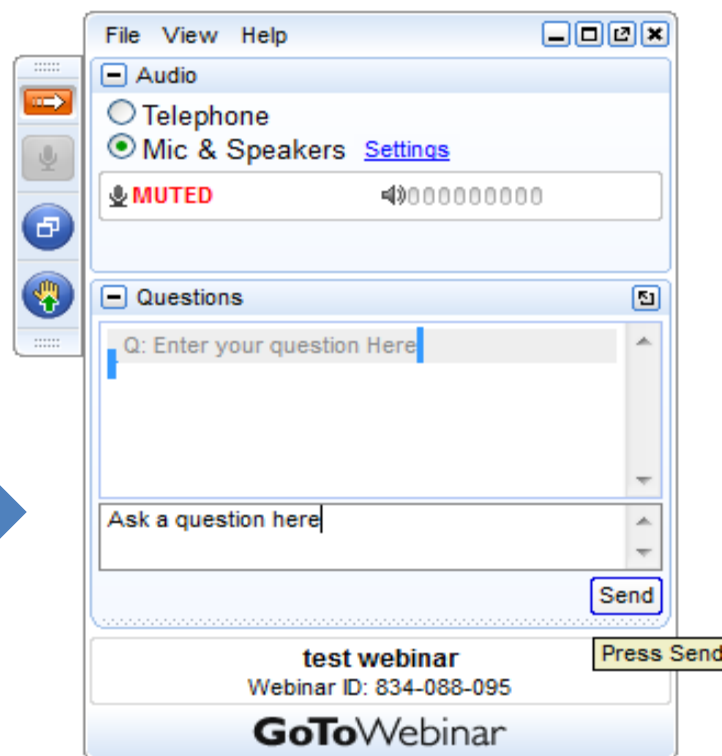 File View Help
Audio
Telephone
Mic & Speakers Settings
MUTED 000000000
Questions
Q: Enter your question Here
Ask a question here
Send
Press Send
test webinar
Webinar ID: 834-088-095
GoToWebinar